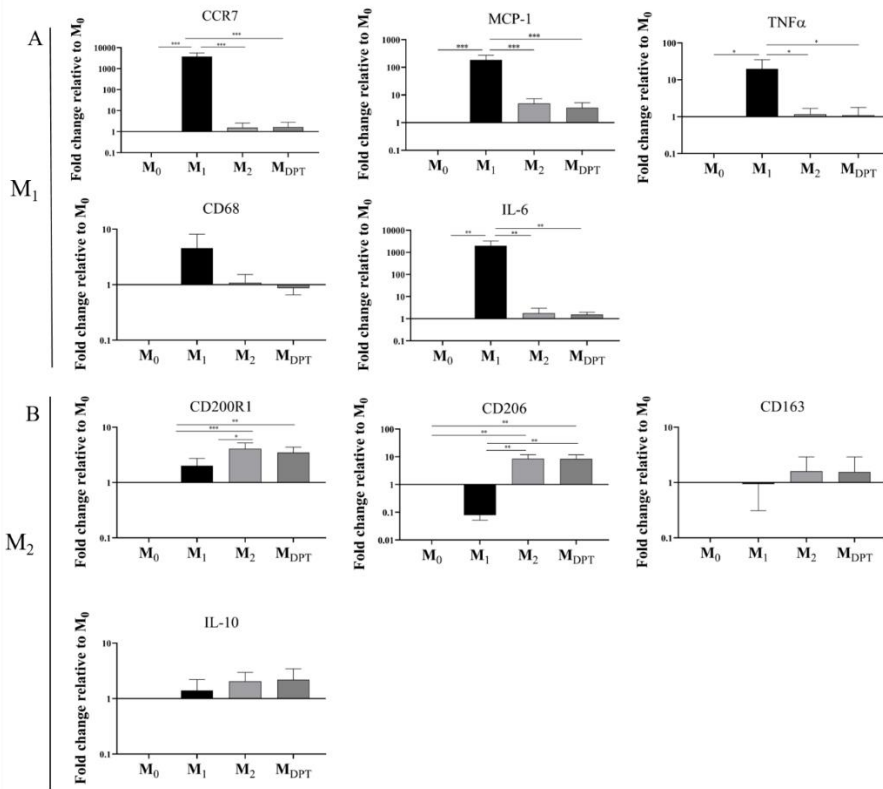 A
M1
CCR7
Fold change relative to M0
10000
1000
100
10
1
0.1
*** *** ***
M0 M1 M2 MDPT
MCP-1
Fold change relative to M0
1000
100
10
1
0.1
*** *** ***
M0 M1 M2 MDPT
TNFα
Fold change relative to M0
100
10
1
0.1
* * *
M0 M1 M2 MDPT
CD68
Fold change relative to M0
10
1
0.1
M0 M1 M2 MDPT
IL-6
Fold change relative to M0
10000
1000
100
10
1
0.1
** ** **
M0 M1 M2 MDPT
B
M2
CD200R1
Fold change relative to M0
10
1
0.1
**
***
*
M0 M1 M2 MDPT
CD206
Fold change relative to M0
100
10
1
0.1
0.01
**
**
**
**
M0 M1 M2 MDPT
CD163
Fold change relative to M0
10
1
0.1
M0 M1 M2 MDPT
IL-10
Fold change relative to M0
10
1
0.1
M0 M1 M2 MDPT